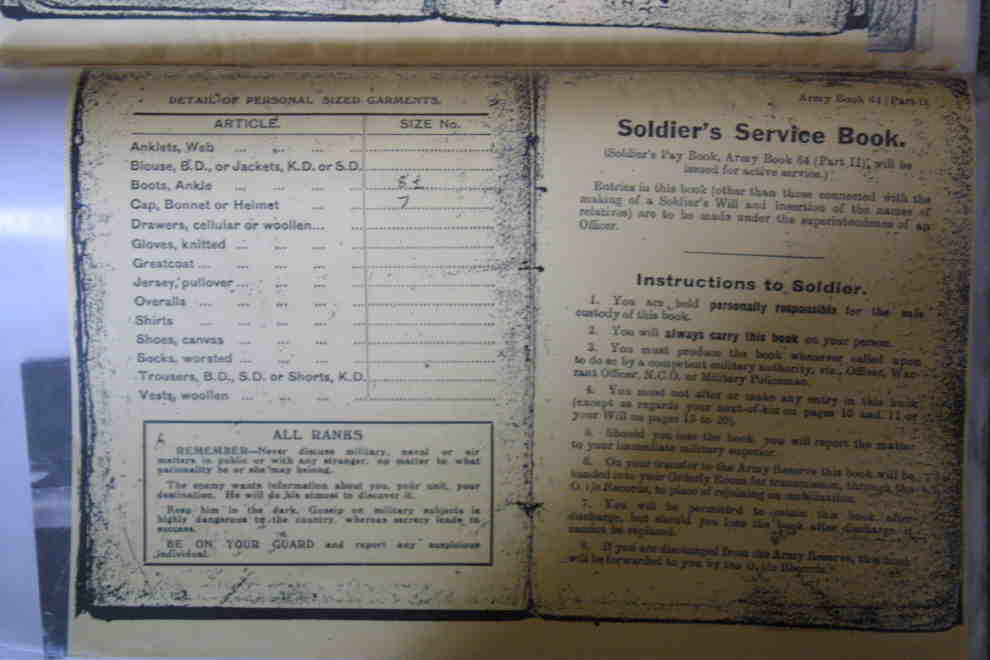 DETAIL OF PERSONAL SIZED GARMENTS.
ARTICLE. SIZE No.
Anklets, Web ... ... ...
Blouse, B.D., or Jackets, K.D. or S.D.
Boots, Ankle ... ... ...
Cap, Bonnet or Helmet ... 7
Drawers, cellular or woollen... ...
Gloves, knitted ... ... ...
Greatcoat ... ... ... ...
Jersey, pullover ... ... ...
Overalls ... ... ... ...
Shirts ... ... ... ...
Shoes, canvas ... ... ...
Socks, worsted ... ... ...
Trousers, B.D., S.D. or Shorts, K.D.
Vests, woollen ... ... ...
ALL RANKS
REMEMBER—Never discuss military, naval or air
matters in public or with any stranger, no matter to what
nationality he or she may belong.
The enemy wants information about you, your unit, your
destination. He will do his utmost to discover it.
Keep him in the dark. Gossip on military subjects is
highly dangerous to the country, whereas secrecy leads to
success.
BE ON YOUR GUARD and report any suspicious
individual.
Army Book 64 (Part I)
Soldier's Service Book.
(Soldier's Pay Book, Army Book 64 (Part II), will be
issued for active service.)
Entries in this book (other than those connected with the
making of a Soldier's Will and insertion of the names of
relatives) are to be made under the superintendence of an
Officer.
Instructions to Soldier.
1. You are held personally responsible for the safe
custody of this book.
2. You will always carry this book on your person.
3. You must produce the book whenever called upon
to do so by a competent military authority, viz., Officer, War-
rant Officer, N.C.O. or Military Policeman.
4. You must not alter or make any entry in this book
(except as regards your next-of-kin on pages 10 and 11 or
your Will on pages 15 to 20).
5. Should you lose the book, you will report the matter
to your immediate military superior.
6. On your transfer to the Army Reserve this book will be
handed into your Orderly Room for transmission, through the
O. i/c Records, to place of rejoining on mobilization.
7. You will be permitted to retain this book after
discharge, but should you lose the book after discharge it
cannot be replaced.
8. If you are discharged from the Army Reserve, this book
will be forwarded to you by the O. i/c Records.